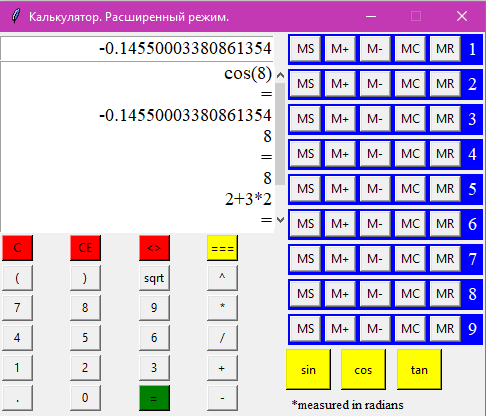 Калькулятор. Расширенный режим.
-0.14550003380861354
cos(8)
=
-0.14550003380861354
8
=
8
2+3*2
=
MS M+ M- MC MR 1
MS M+ M- MC MR 2
MS M+ M- MC MR 3
MS M+ M- MC MR 4
MS M+ M- MC MR 5
MS M+ M- MC MR 6
MS M+ M- MC MR 7
MS M+ M- MC MR 8
MS M+ M- MC MR 9
C CE <> ===
( ) sqrt ^
7 8 9 *
4 5 6 /
1 2 3 +
. 0 = -
sin cos tan
*measured in radians